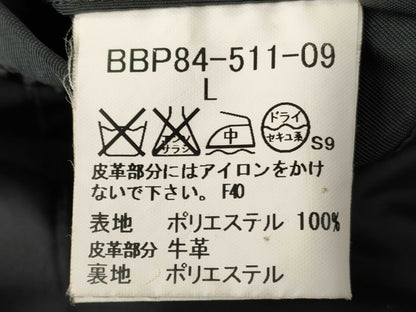 BBP84-511-09
L
エンソ
サラシ
中
ドライ
セキユ系
S9
皮革部分にはアイロンをかけ
ないで下さい。 F40
表地 ポリエステル 100%
皮革部分 牛革
裏地 ポリエステル